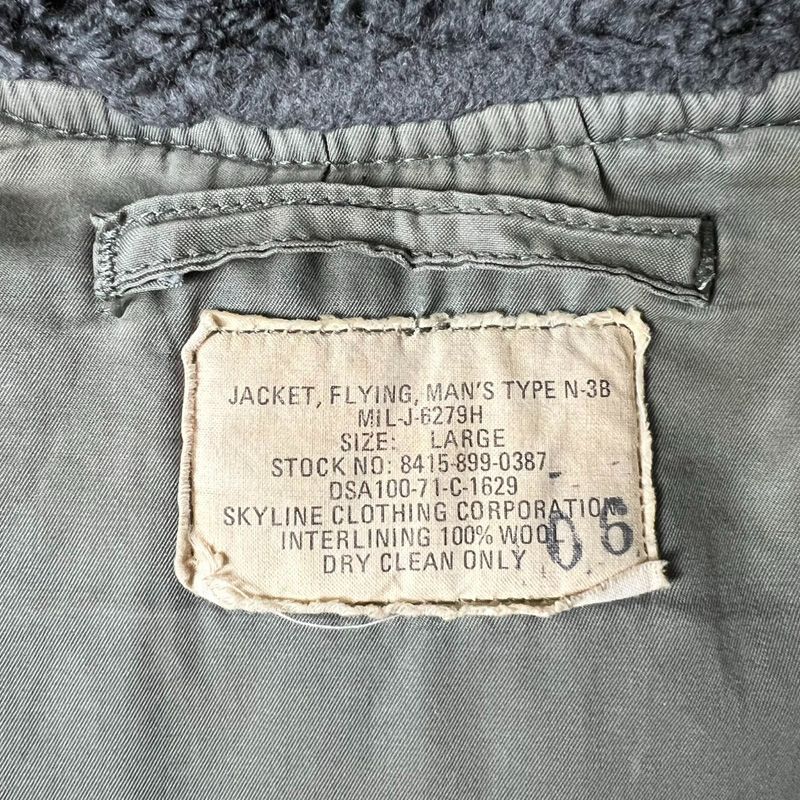 JACKET, FLYING, MAN'S TYPE N-3B
MIL-J-6279H
SIZE: LARGE
STOCK NO: 8415-899-0387
DSA100-71-C-1629
SKYLINE CLOTHING CORPORATION
INTERLINING 100% WOOL
DRY CLEAN ONLY
06